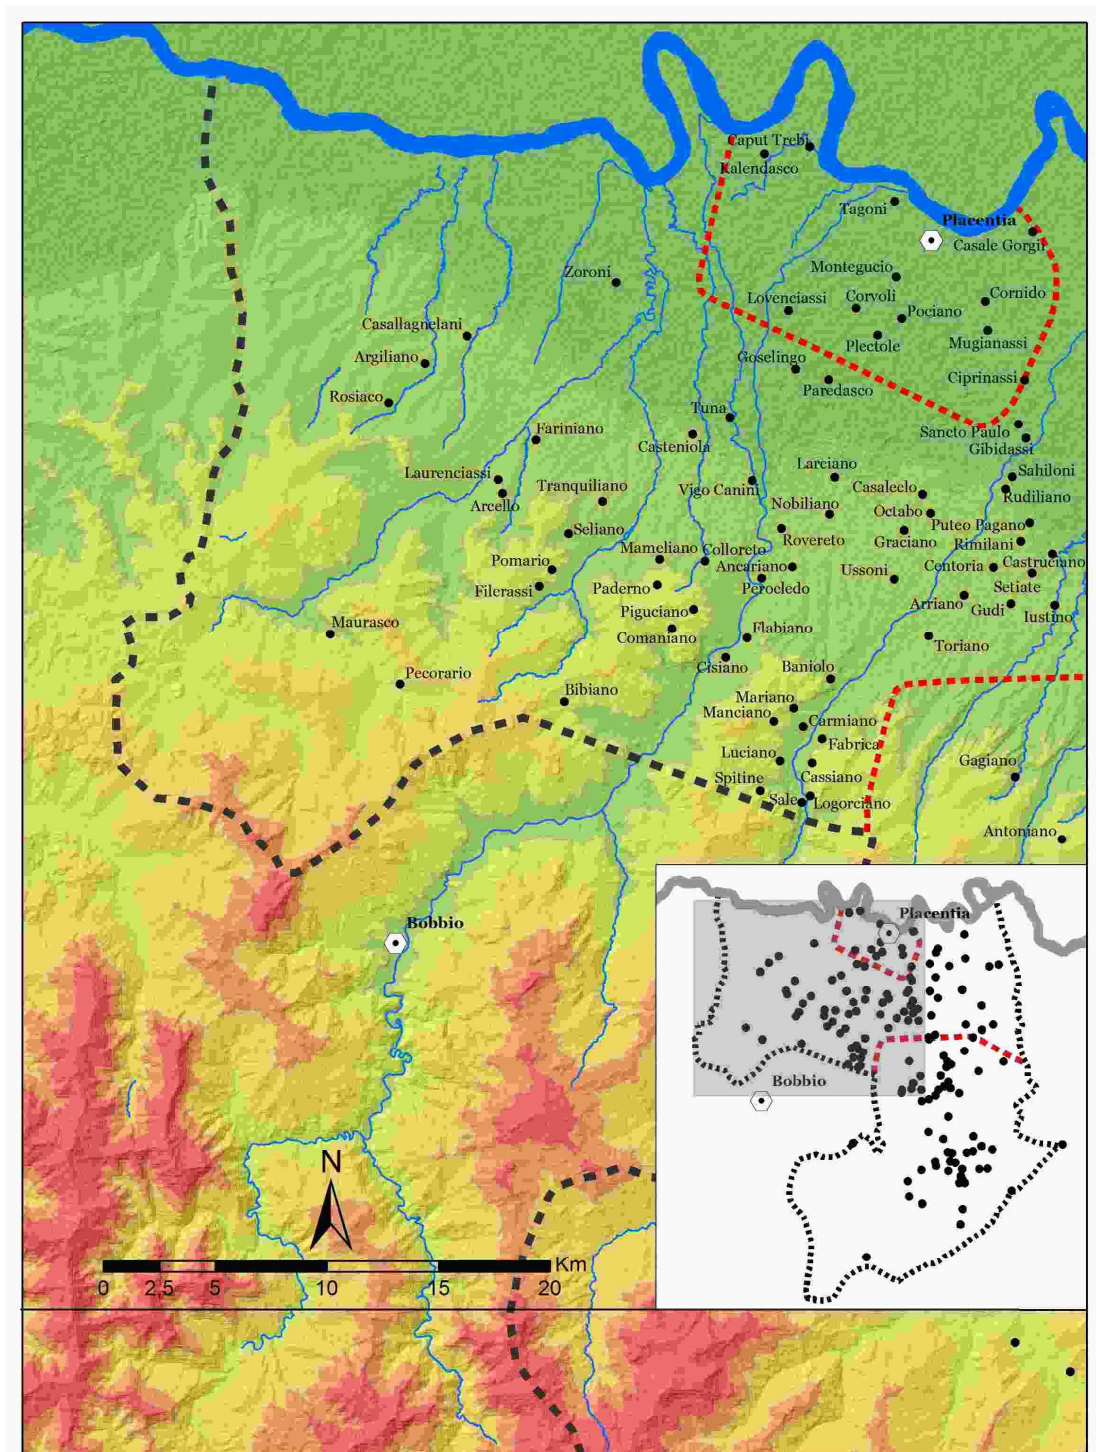 Caput Trebi
Kalendasco
Tagoni
Placentia
Casale Gorgii
Zoroni
Montegucio
Lovenciassi
Corvoli
Cornido
Pociano
Casallagnelani
Plectole
Mugianassi
Argiliano
Goselingo
Ciprinassi
Rosiaco
Paredasco
Tuna
Fariniano
Casteniola
Sancto Paulo
Gibidassi
Laurenciassi
Larciano
Sahiloni
Arcello
Tranquiliano
Vigo Canini
Casaleclo
Rudiliano
Nobiliano
Octabo
Puteo Pagano
Seliano
Rovereto
Graciano
Rimilani
Mameliano
Colloreto
Pomario
Ancariano
Ussoni
Centoria
Castruciano
Filerassi
Paderno
Perocledo
Setiate
Arriano
Gudi
Iustino
Piguciano
Maurasco
Comaniano
Flabiano
Toriano
Cisiano
Baniolo
Pecorario
Bibiano
Mariano
Manciano
Carmiano
Fabrica
Luciano
Gagiano
Spitine
Cassiano
Sale
Logorciano
Antoniano
Bobbio
Placentia
Bobbio
N
Km
0 2,5 5 10 15 20